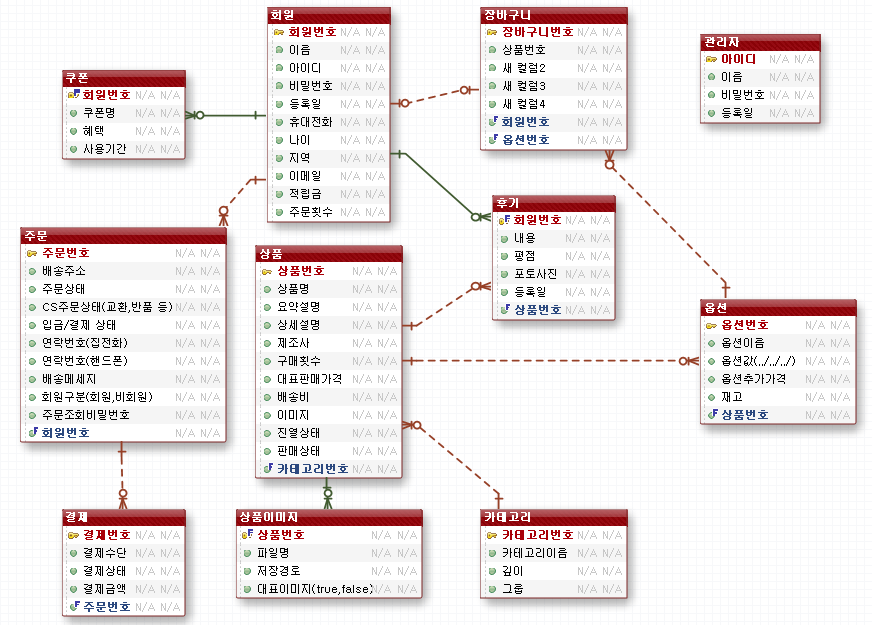 회원
회원번호 N/A N/A
이름 N/A N/A
아이디 N/A N/A
비밀번호 N/A N/A
등록일 N/A N/A
휴대전화 N/A N/A
나이 N/A N/A
지역 N/A N/A
이메일 N/A N/A
적립금 N/A N/A
주문횟수 N/A N/A
장바구니
장바구니번호 N/A N/A
상품번호 N/A N/A
새 컬럼2 N/A N/A
새 컬럼3 N/A N/A
새 컬럼4 N/A N/A
회원번호 N/A N/A
옵션번호 N/A N/A
관리자
아이디 N/A N/A
이름 N/A N/A
비밀번호 N/A N/A
등록일 N/A N/A
쿠폰
회원번호 N/A N/A
쿠폰명 N/A N/A
혜택 N/A N/A
사용기간 N/A N/A
후기
회원번호 N/A N/A
내용 N/A N/A
평점 N/A N/A
포토사진 N/A N/A
등록일 N/A N/A
상품번호 N/A N/A
주문
주문번호 N/A N/A
배송주소 N/A N/A
주문상태 N/A N/A
CS주문상태(교환,반품 등) N/A N/A
입금/결제 상태 N/A N/A
연락번호(집전화) N/A N/A
연락번호(핸드폰) N/A N/A
배송메세지 N/A N/A
회원구분(회원,비회원) N/A N/A
주문조회비밀번호 N/A N/A
회원번호 N/A N/A
상품
상품번호 N/A N/A
상품명 N/A N/A
요약설명 N/A N/A
상세설명 N/A N/A
제조사 N/A N/A
구매횟수 N/A N/A
대표판매가격 N/A N/A
배송비 N/A N/A
이미지 N/A N/A
진열상태 N/A N/A
판매상태 N/A N/A
카테고리번호 N/A N/A
옵션
옵션번호 N/A N/A
옵션이름 N/A N/A
옵션값(../../../) N/A N/A
옵션추가가격 N/A N/A
재고 N/A N/A
상품번호 N/A N/A
결제
결제번호 N/A N/A
결제수단 N/A N/A
결제상태 N/A N/A
결제금액 N/A N/A
주문번호 N/A N/A
상품이미지
상품번호 N/A N/A
파일명 N/A N/A
저장경로 N/A N/A
대표이미지(true,false) N/A N/A
카테고리
카테고리번호 N/A N/A
카테고리이름 N/A N/A
깊이 N/A N/A
그룹 N/A N/A